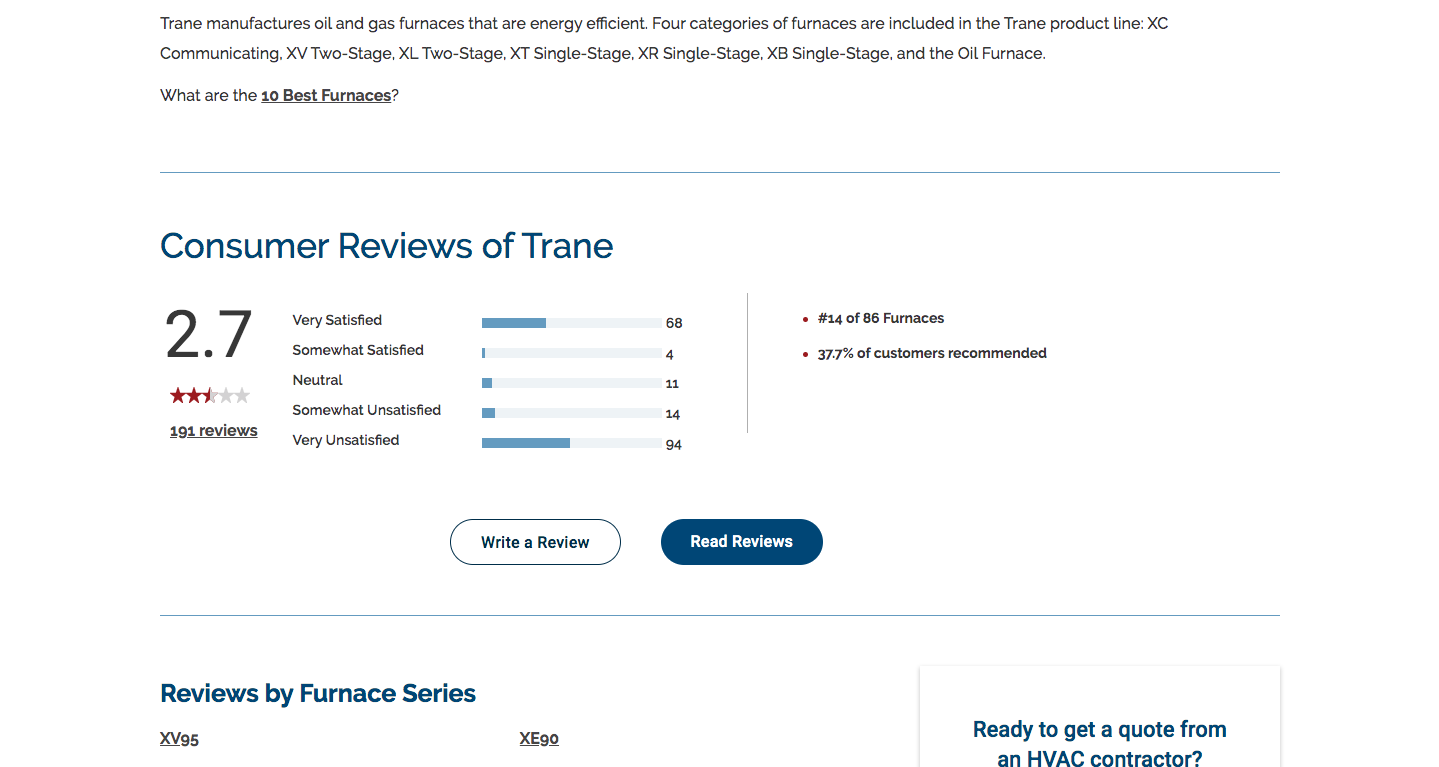 Trane manufactures oil and gas furnaces that are energy efficient. Four categories of furnaces are included in the Trane product line: XC
Communicating, XV Two-Stage, XL Two-Stage, XT Single-Stage, XR Single-Stage, XB Single-Stage, and the Oil Furnace.
What are the 10 Best Furnaces?
Consumer Reviews of Trane
2.7
191 reviews
Very Satisfied 68
Somewhat Satisfied 4
Neutral 11
Somewhat Unsatisfied 14
Very Unsatisfied 94
#14 of 86 Furnaces
37.7% of customers recommended
Write a Review
Read Reviews
Reviews by Furnace Series
XV95
XE90
Ready to get a quote from
an HVAC contractor?